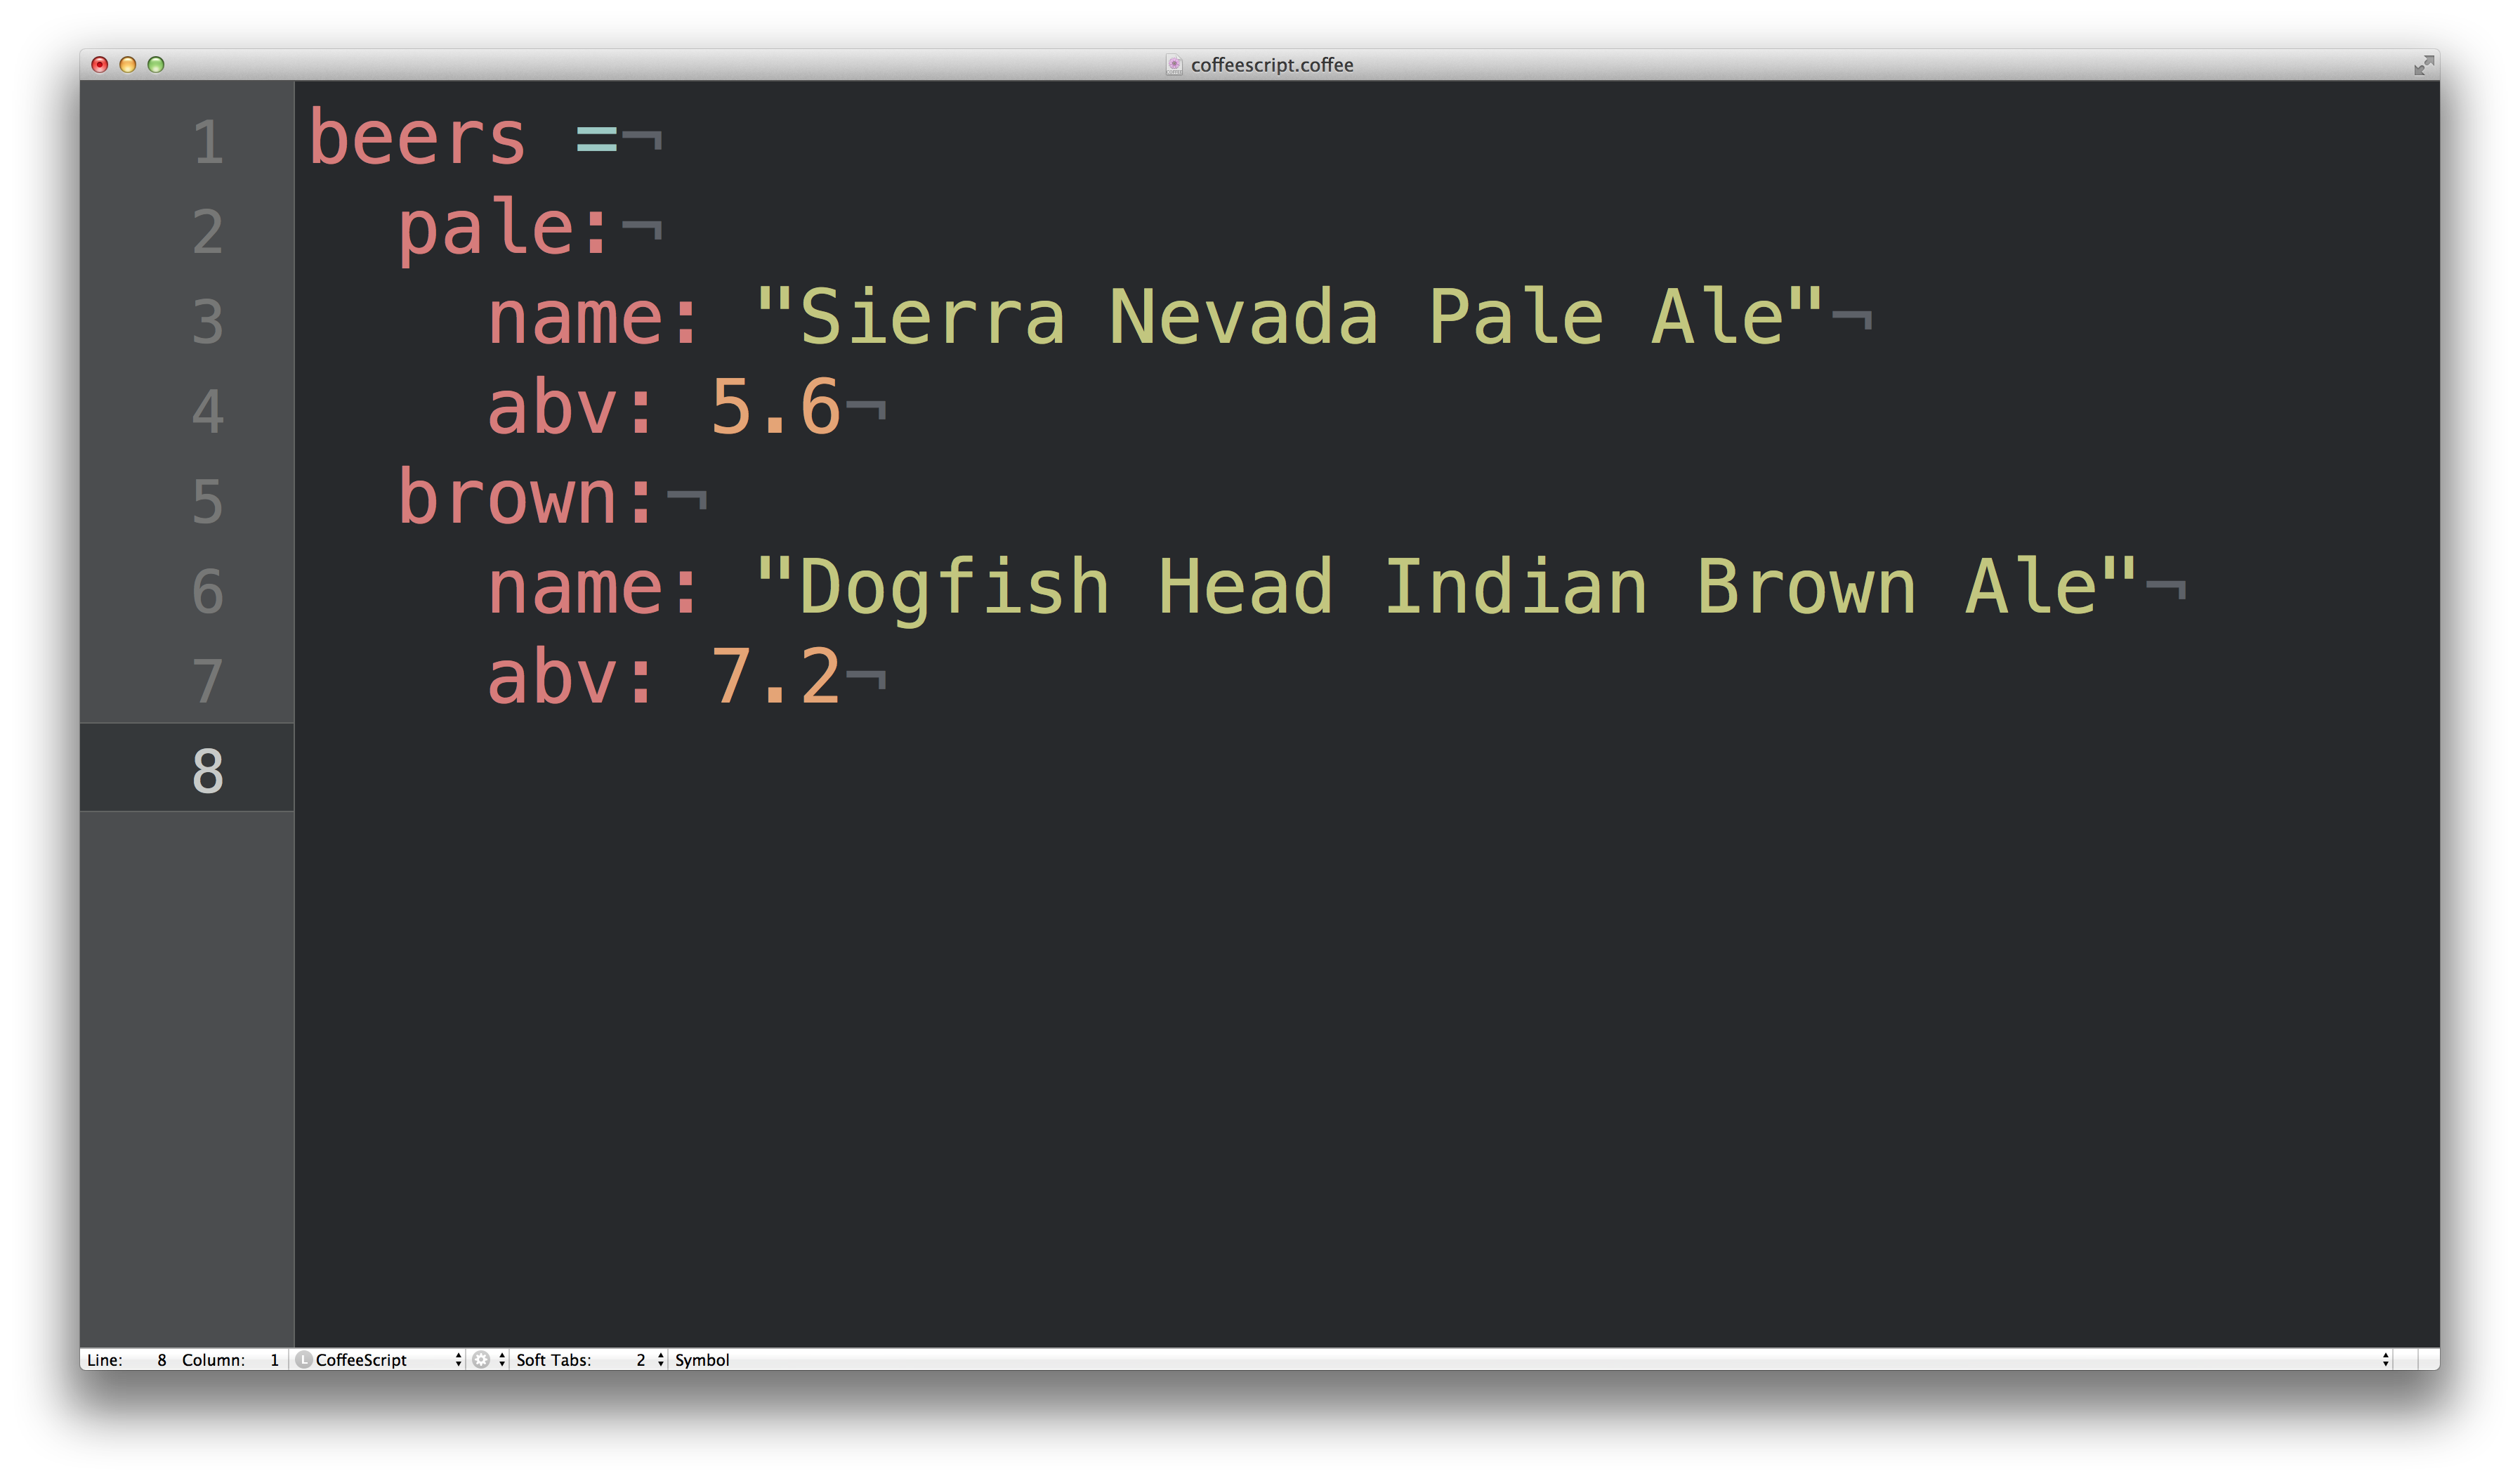 coffeescript.coffee
1 beers =¬
2   pale:¬
3     name: "Sierra Nevada Pale Ale"¬
4     abv: 5.6¬
5   brown:¬
6     name: "Dogfish Head Indian Brown Ale"¬
7     abv: 7.2¬
8
Line: 8 Column: 1 L CoffeeScript Soft Tabs: 2 Symbol